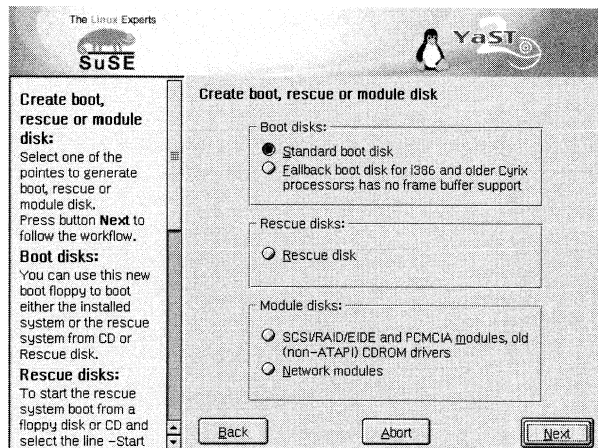 The Linux Experts
SuSE
YaST
2
Create boot,
rescue or module
disk:
Select one of the
pointes to generate
boot, rescue or
module disk.
Press button Next to
follow the workflow.
Boot disks:
You can use this new
boot floppy to boot
either the installed
system or the rescue
system from CD or
Rescue disk.
Rescue disks:
To start the rescue
system boot from a
floppy disk or CD and
select the line -Start
Create boot, rescue or module disk
Boot disks:
Standard boot disk
Fallback boot disk for i386 and older Cyrix
processors; has no frame buffer support
Rescue disks:
Rescue disk
Module disks:
SCSI/RAID/EIDE and PCMCIA modules, old
(non-ATAPI) CDROM drivers
Network modules
Back
Abort
Next